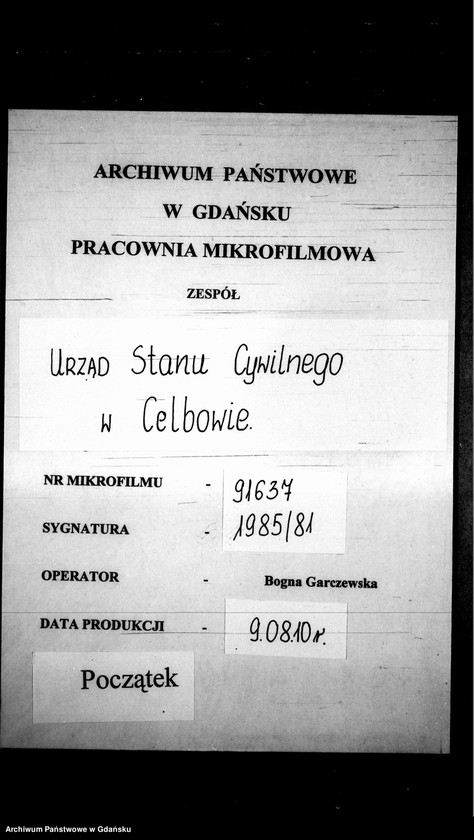 ARCHIWUM PAŃSTWOWE
W GDAŃSKU
PRACOWNIA MIKROFILMOWA
ZESPÓŁ
URZĄD Stanu Cywilnego
w Celbowie.
NR MIKROFILMU - 91637
SYGNATURA - 1985/81
OPERATOR - Bogna Garczewska
DATA PRODUKCJI - 9.08.10 r.
Początek
Archiwum Państwowe w Gdańsku